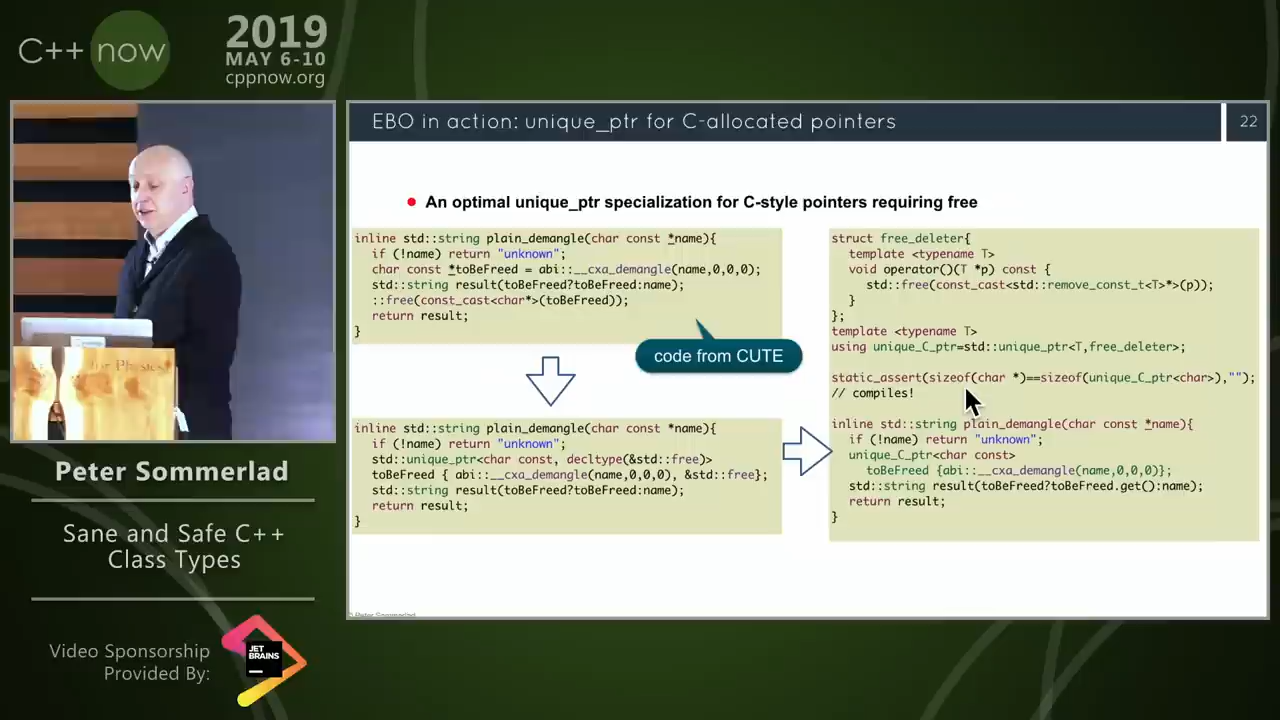 C++ now
2019
MAY 6-10
cppnow.org
EBO in action: unique_ptr for C-allocated pointers
22
• An optimal unique_ptr specialization for C-style pointers requiring free
inline std::string plain_demangle(char const *name){
if (!name) return "unknown";
char const *toBeFreed = abi::__cxa_demangle(name,0,0,0);
std::string result(toBeFreed?toBeFreed:name);
::free(const_cast<char*>(toBeFreed));
return result;
}
code from CUTE
inline std::string plain_demangle(char const *name){
if (!name) return "unknown";
std::unique_ptr<char const, decltype(&std::free)>
toBeFreed { abi::__cxa_demangle(name,0,0,0), &std::free};
std::string result(toBeFreed?toBeFreed:name);
return result;
}
struct free_deleter{
template <typename T>
void operator()(T *p) const {
std::free(const_cast<std::remove_const_t<T>*>(p));
}
};
template <typename T>
using unique_C_ptr=std::unique_ptr<T,free_deleter>;
static_assert(sizeof(char *)==sizeof(unique_C_ptr<char>),"");
// compiles!
inline std::string plain_demangle(char const *name){
if (!name) return "unknown";
unique_C_ptr<char const>
toBeFreed {abi::__cxa_demangle(name,0,0,0)};
std::string result(toBeFreed?toBeFreed.get():name);
return result;
}
Peter Sommerlad
Sane and Safe C++
Class Types
Video Sponsorship
Provided By:
JET
BRAINS
© Peter Sommerlad